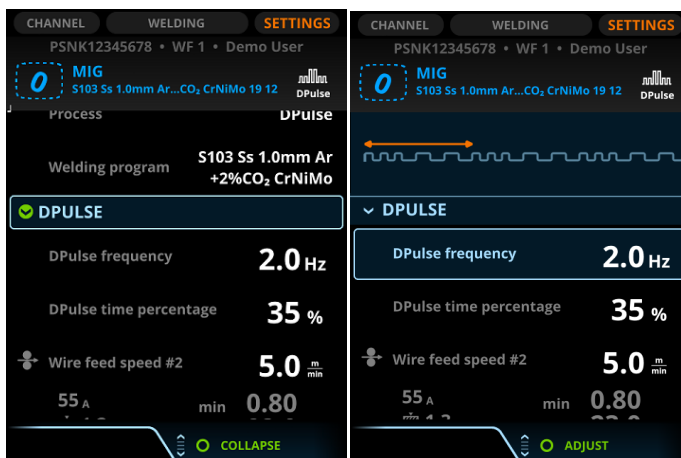 CHANNEL WELDING SETTINGS
PSNK12345678 • WF 1 • Demo User
0 MIG
S103 Ss 1.0mm Ar...CO₂ CrNiMo 19 12
DPulse
Process DPulse
Welding program S103 Ss 1.0mm Ar
+2%CO₂ CrNiMo
DPULSE
DPulse frequency 2.0 Hz
DPulse time percentage 35 %
Wire feed speed #2 5.0 m/min
55 A min 0.80
COLLAPSE
CHANNEL WELDING SETTINGS
PSNK12345678 • WF 1 • Demo User
0 MIG
S103 Ss 1.0mm Ar...CO₂ CrNiMo 19 12
DPulse
DPULSE
DPulse frequency 2.0 Hz
DPulse time percentage 35 %
Wire feed speed #2 5.0 m/min
55 A min 0.80
ADJUST